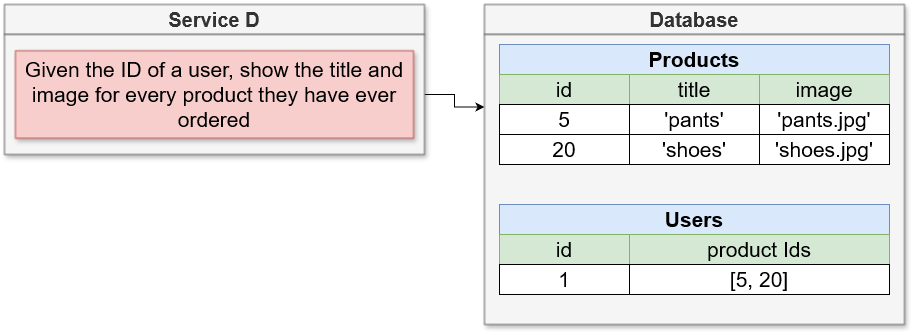 Service D
Given the ID of a user, show the title and
image for every product they have ever
ordered
Database
Products
id title image
5 'pants' 'pants.jpg'
20 'shoes' 'shoes.jpg'
Users
id product Ids
1 [5, 20]